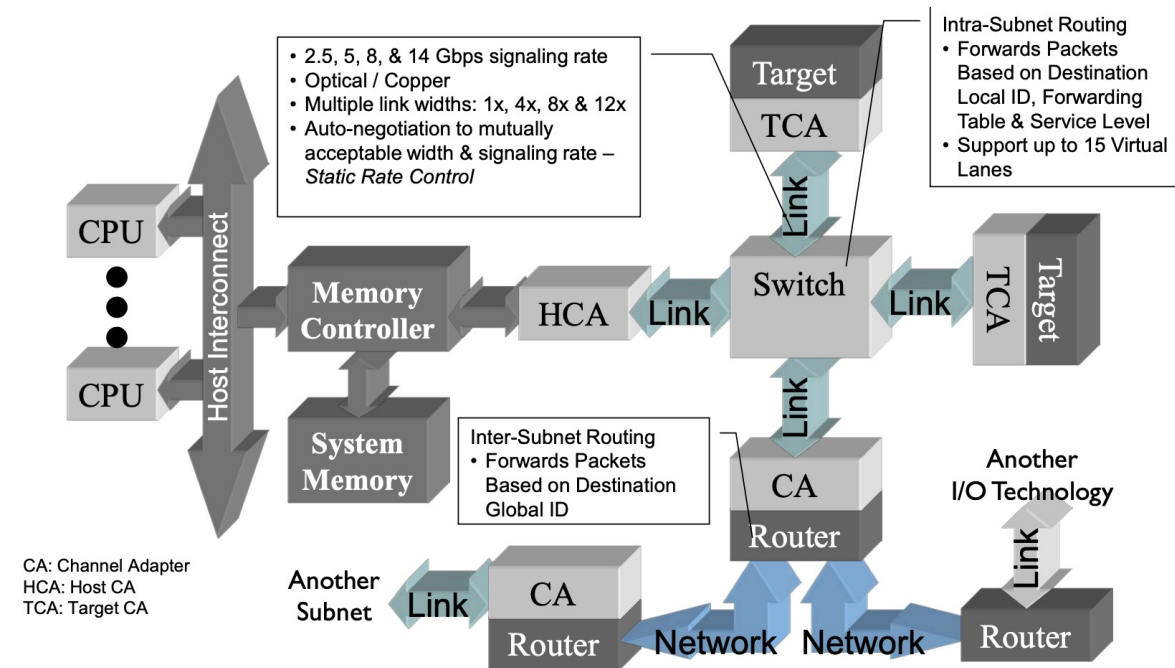 • 2.5, 5, 8, & 14 Gbps signaling rate
• Optical / Copper
• Multiple link widths: 1x, 4x, 8x & 12x
• Auto-negotiation to mutually
acceptable width & signaling rate –
Static Rate Control
Target
TCA
Link
Intra-Subnet Routing
• Forwards Packets
Based on Destination
Local ID, Forwarding
Table & Service Level
• Support up to 15 Virtual
Lanes
CPU
CPU
Host Interconnect
Memory
Controller
System
Memory
HCA
Link
Switch
Link
TCA
Target
Link
Inter-Subnet Routing
• Forwards Packets
Based on Destination
Global ID
CA
Router
Another
I/O Technology
Link
Router
CA: Channel Adapter
HCA: Host CA
TCA: Target CA
Another
Subnet
Link
CA
Router
Network
Network